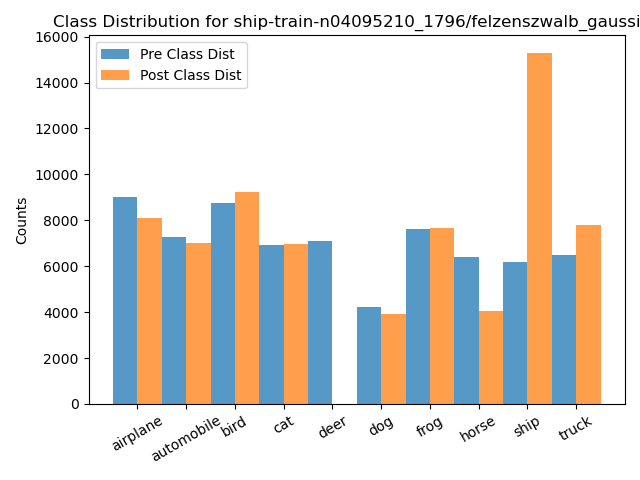 Class Distribution for ship-train-n04095210_1796/felzenszwalb_gaussi
Pre Class Dist
Post Class Dist
Counts
16000
14000
12000
10000
8000
6000
4000
2000
0
airplane
automobile
bird
cat
deer
dog
frog
horse
ship
truck